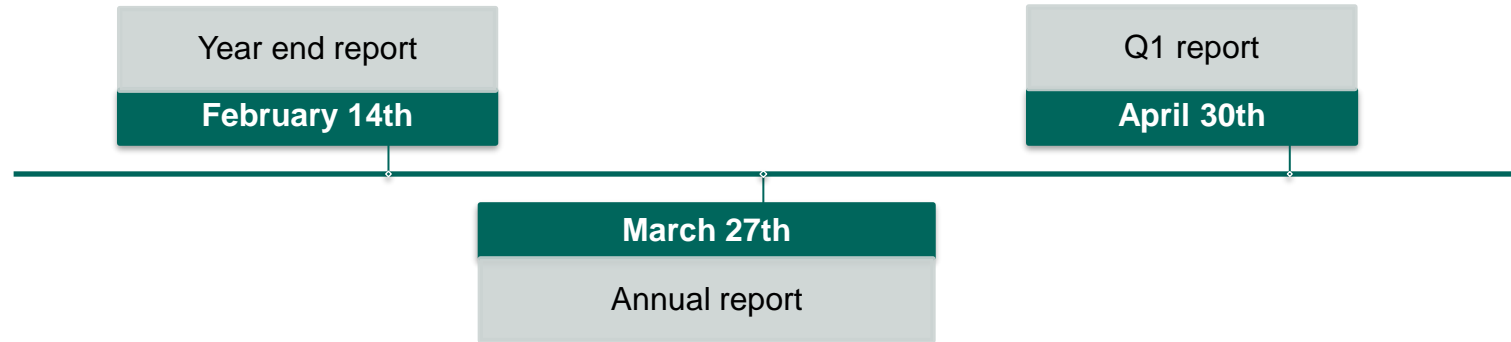 Year end report
February 14th
March 27th
Annual report
Q1 report
April 30th